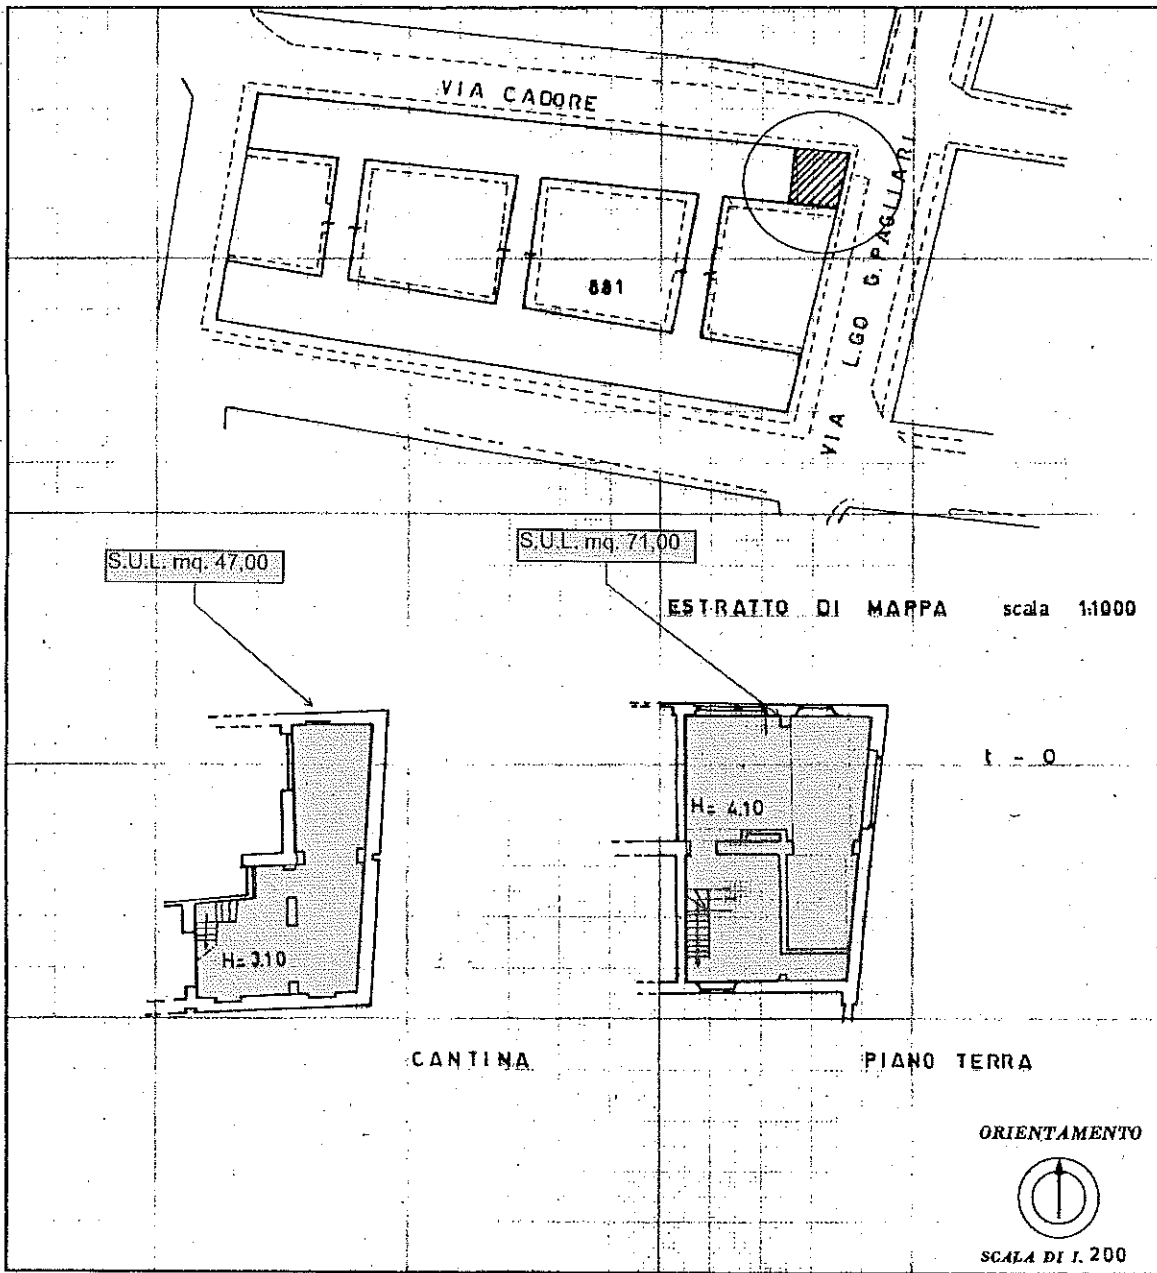 VIA CADORE
VIA L.GO G. PAGLIARI
881
S.U.L. mq. 47,00
S.U.L. mq. 71,00
ESTRATTO DI MAPPA scala 1:1000
t - 0
H= 4.10
H= 3.10
CANTINA
PIANO TERRA
ORIENTAMENTO
SCALA DI 1. 200